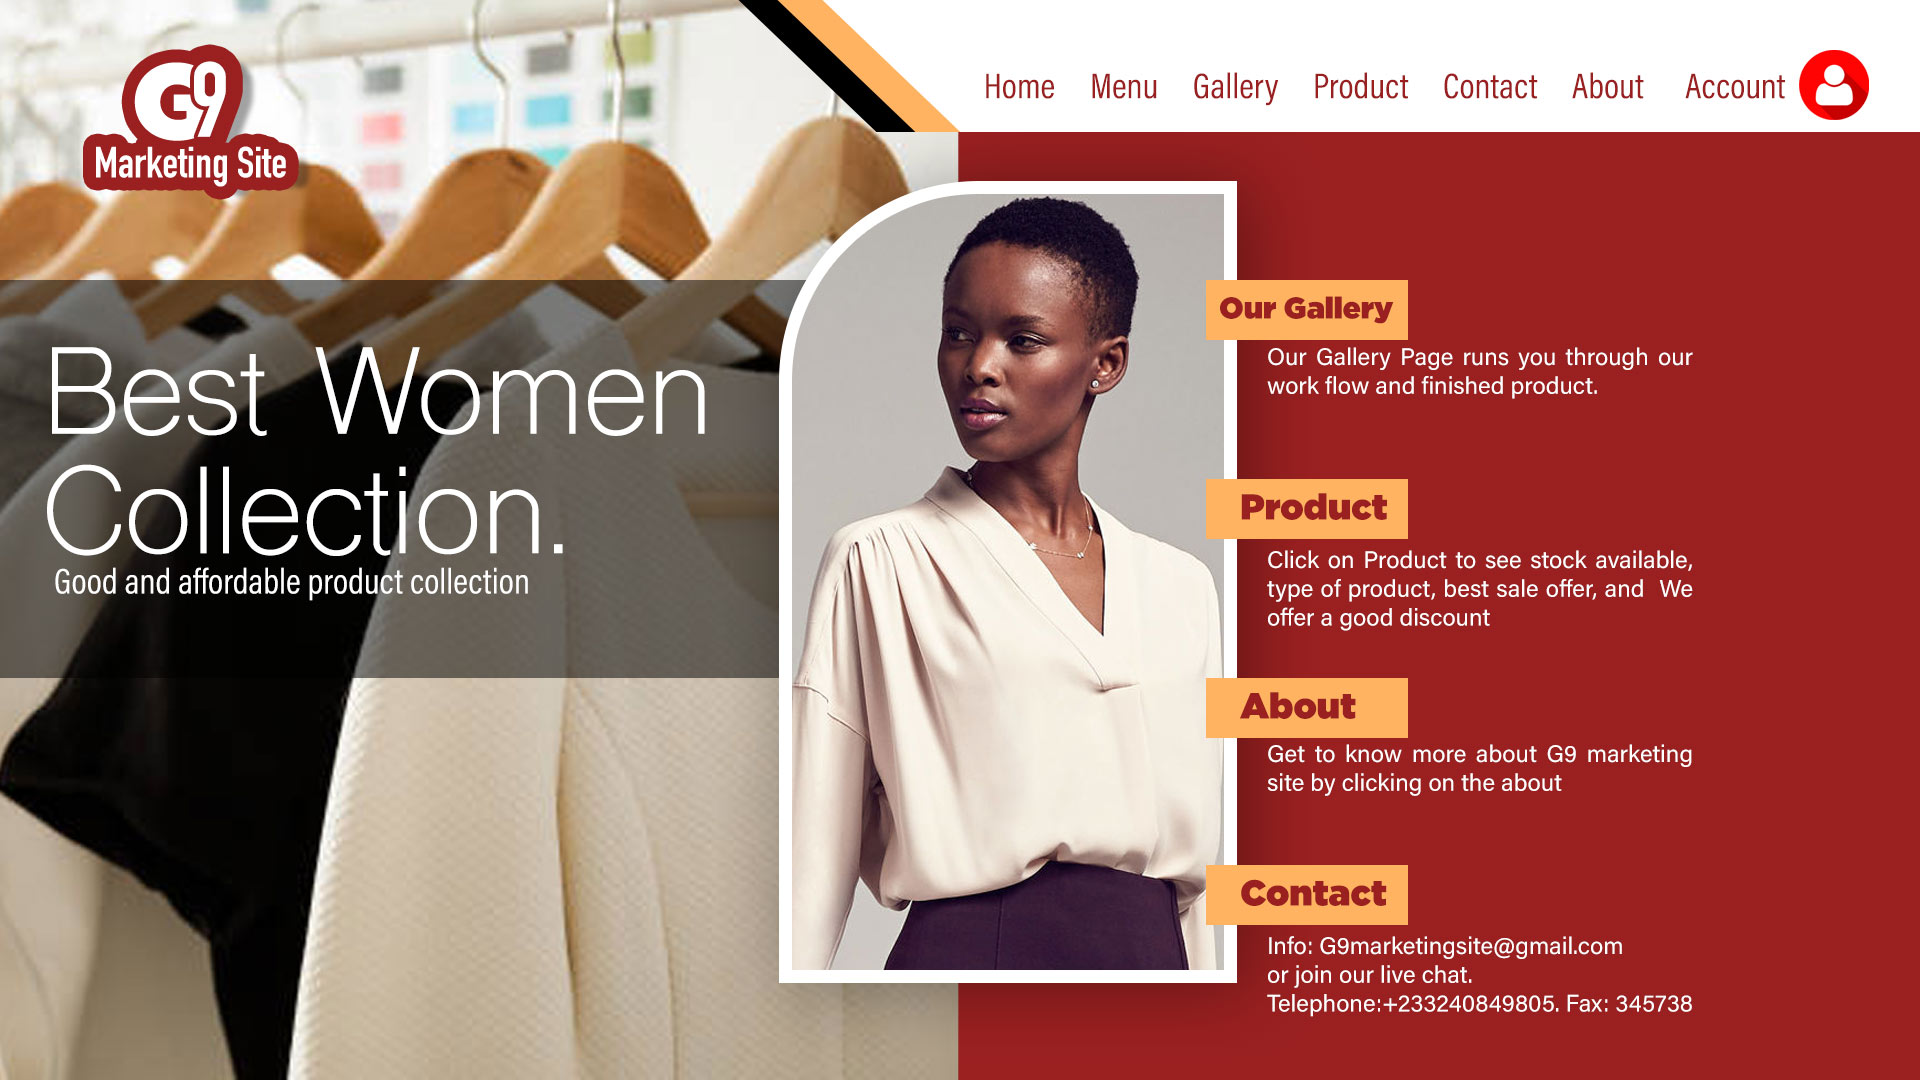 G9
Marketing Site
Home Menu Gallery Product Contact About Account
Best Women
Collection.
Good and affordable product collection
Our Gallery
Our Gallery Page runs you through our
work flow and finished product.
Product
Click on Product to see stock available,
type of product, best sale offer, and We
offer a good discount
About
Get to know more about G9 marketing
site by clicking on the about
Contact
Info: G9marketingsite@gmail.com
or join our live chat.
Telephone:+233240849805. Fax: 345738